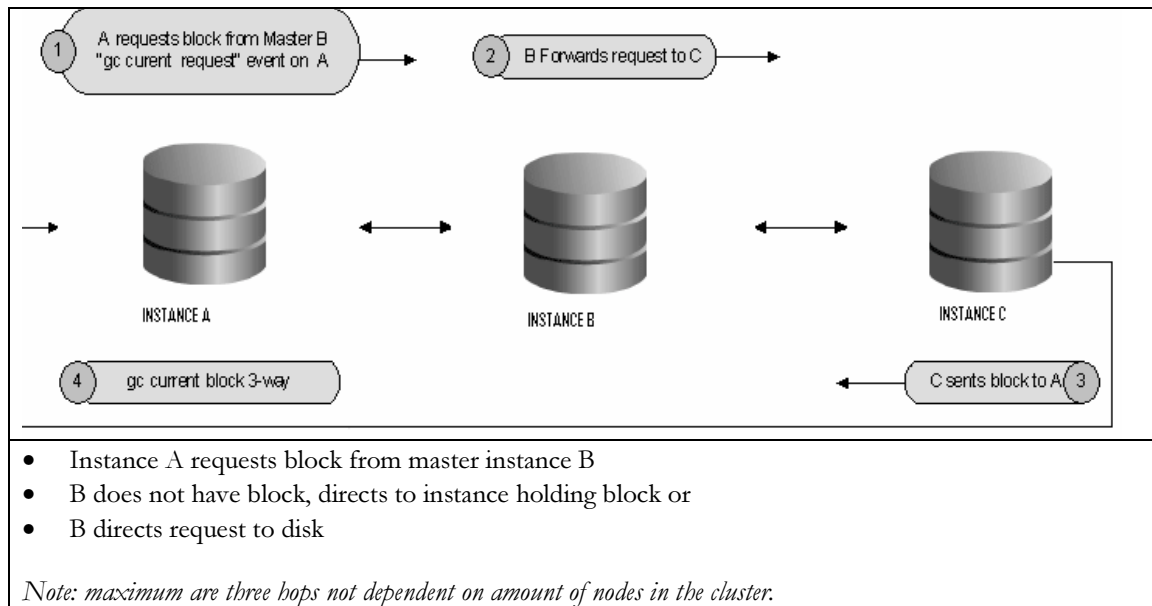 1
A requests block from Master B
"gc curent request" event on A
2
B Forwards request to C
INSTANCE A
INSTANCE B
INSTANCE C
4
gc current block 3-way
C sents block to A
3
• Instance A requests block from master instance B
• B does not have block, directs to instance holding block or
• B directs request to disk
Note: maximum are three hops not dependent on amount of nodes in the cluster.